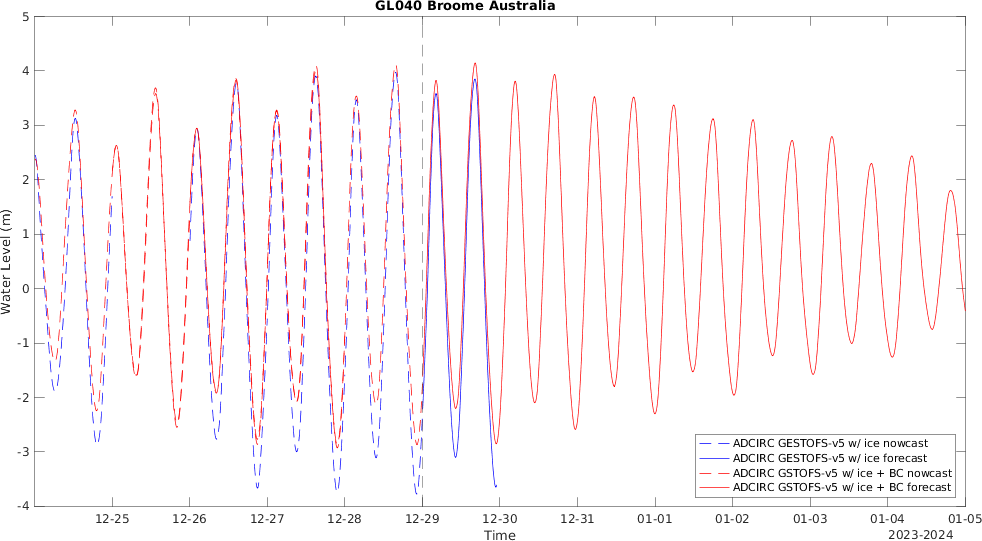 GL040 Broome Australia
5
4
3
2
1
0
-1
-2
-3
-4
Water Level (m)
ADCIRC GESTOFS-v5 w/ ice nowcast
ADCIRC GESTOFS-v5 w/ ice forecast
ADCIRC GSTOFS-v5 w/ ice + BC nowcast
ADCIRC GSTOFS-v5 w/ ice + BC forecast
12-25 12-26 12-27 12-28 12-29 12-30 12-31 01-01 01-02 01-03 01-04 01-05
Time
2023-2024